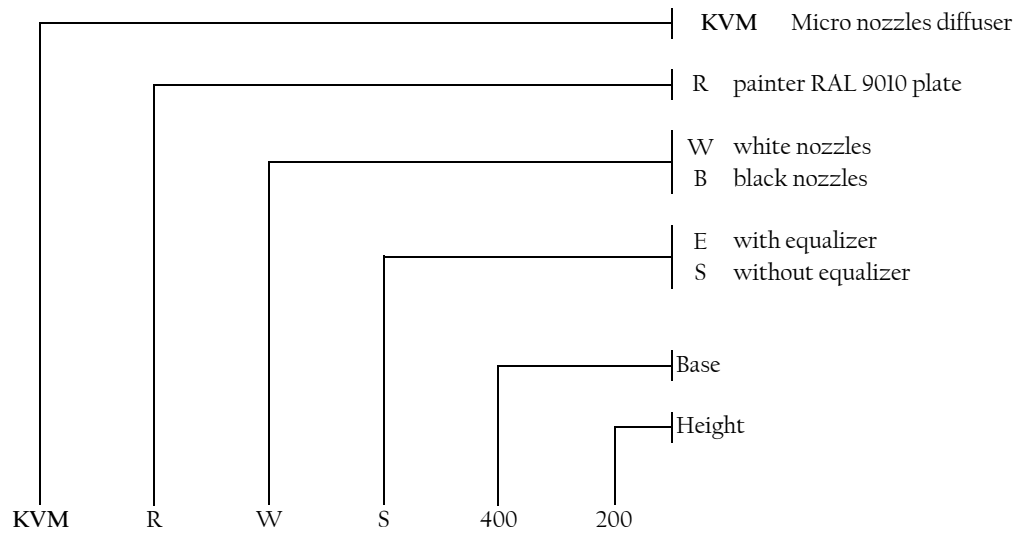 KVM Micro nozzles diffuser
R painter RAL 9010 plate
W white nozzles
B black nozzles
E with equalizer
S without equalizer
Base
Height
KVM R W S 400 200